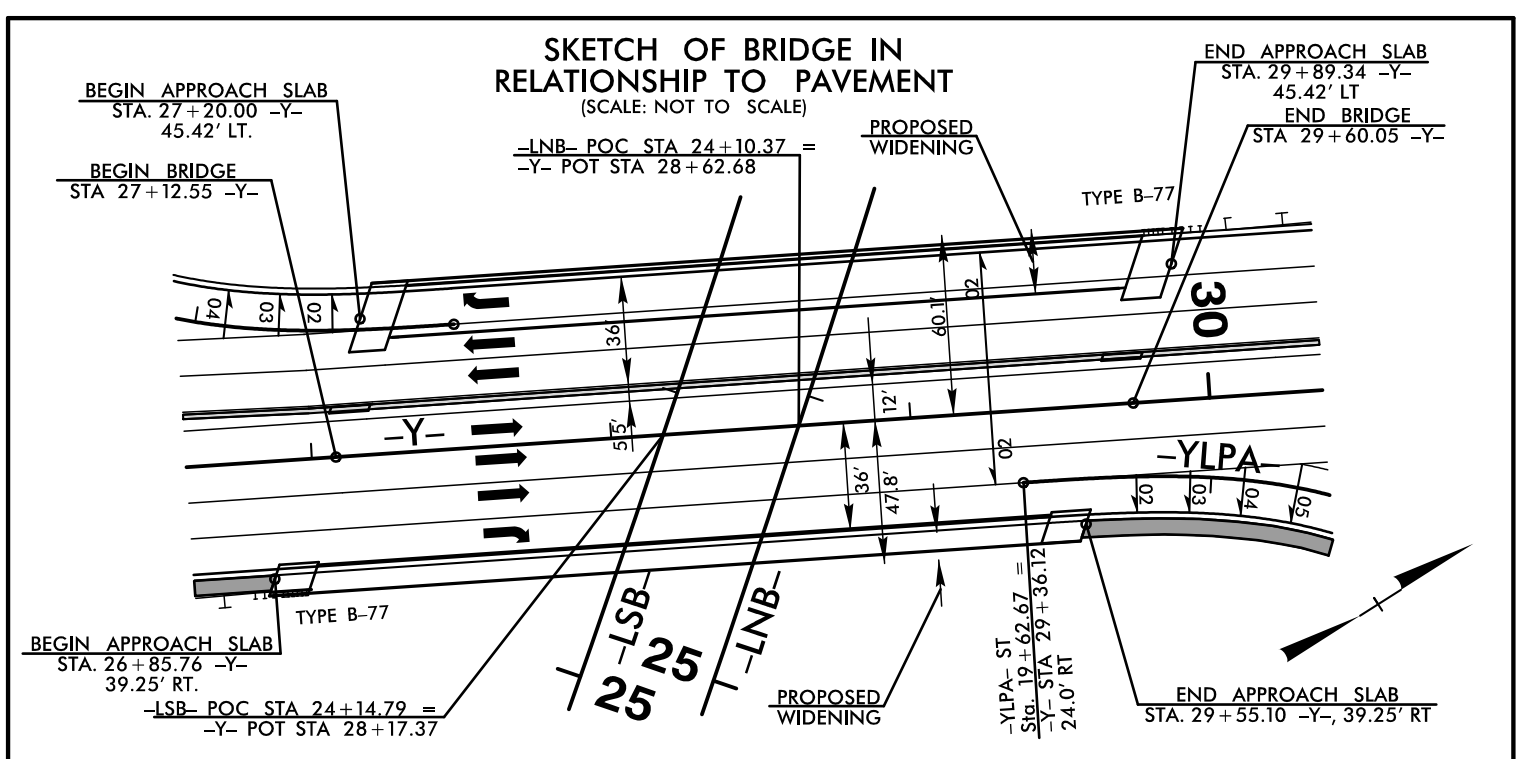 SKETCH OF BRIDGE IN
RELATIONSHIP TO PAVEMENT
(SCALE: NOT TO SCALE)
BEGIN APPROACH SLAB
STA. 27+20.00 –Y–
45.42' LT.
BEGIN BRIDGE
STA 27+12.55 –Y–
–LNB– POC STA 24+10.37 =
–Y– POT STA 28+62.68
PROPOSED
WIDENING
END APPROACH SLAB
STA. 29+89.34 –Y–
45.42' LT
END BRIDGE
STA 29+60.05 –Y–
TYPE B–77
04
03
02
36'
60.1'
02
30
12'
5.5'
–Y–
02
–YLPA–
36'
47.8'
02
03
04
05
TYPE B–77
–LSB–
25
25
–LNB–
BEGIN APPROACH SLAB
STA. 26+85.76 –Y–
39.25' RT.
–LSB– POC STA 24+14.79 =
–Y– POT STA 28+17.37
PROPOSED
WIDENING
–YLPA– ST
Sta. 19+62.67 =
–Y– STA 29+36.12
24.0' RT
END APPROACH SLAB
STA. 29+55.10 –Y–, 39.25' RT